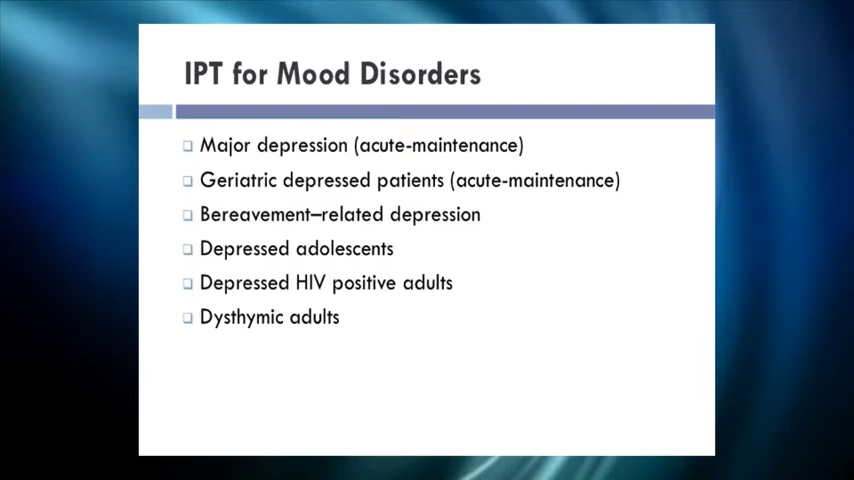 IPT for Mood Disorders
Major depression (acute-maintenance)
Geriatric depressed patients (acute-maintenance)
Bereavement–related depression
Depressed adolescents
Depressed HIV positive adults
Dysthymic adults